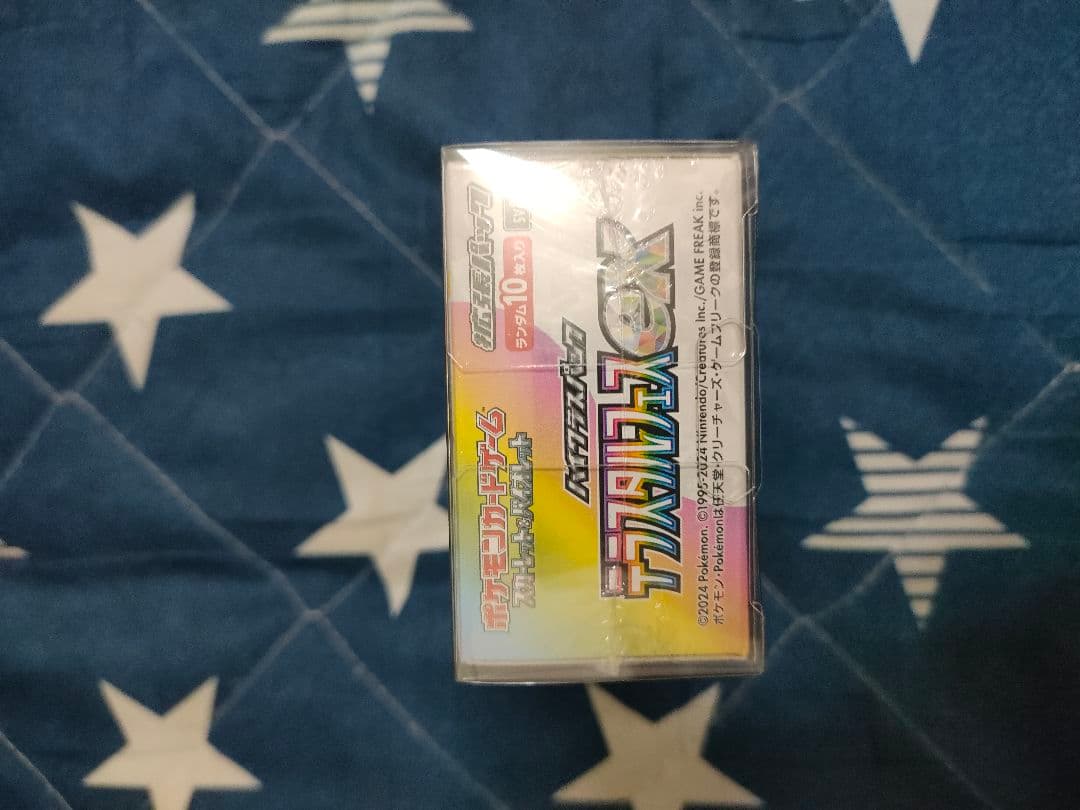 ポケモンカードゲーム
スカーレット&バイオレット
拡張パック
ランダム10枚入り
ハイクラスパック
テラスタルフェスex
©2024 Pokémon. ©1995-2024 Nintendo/Creatures Inc./GAME FREAK inc.
ポケモン・Pokémonは任天堂・クリーチャーズ・ゲームフリークの登録商標です。